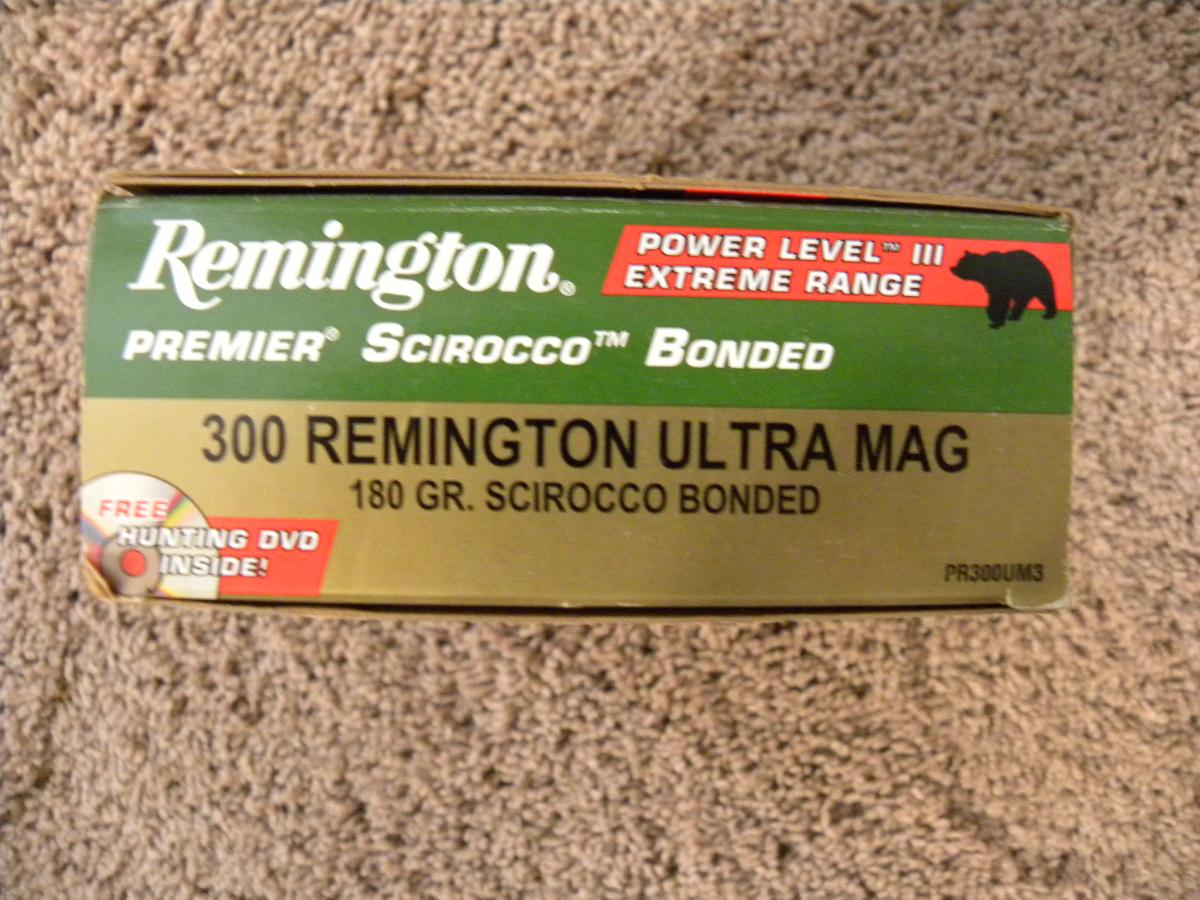 Remington®
POWER LEVEL™ III
EXTREME RANGE
PREMIER® SCIROCCO™ BONDED
300 REMINGTON ULTRA MAG
180 GR. SCIROCCO BONDED
FREE
HUNTING DVD
INSIDE!
PR300UM3